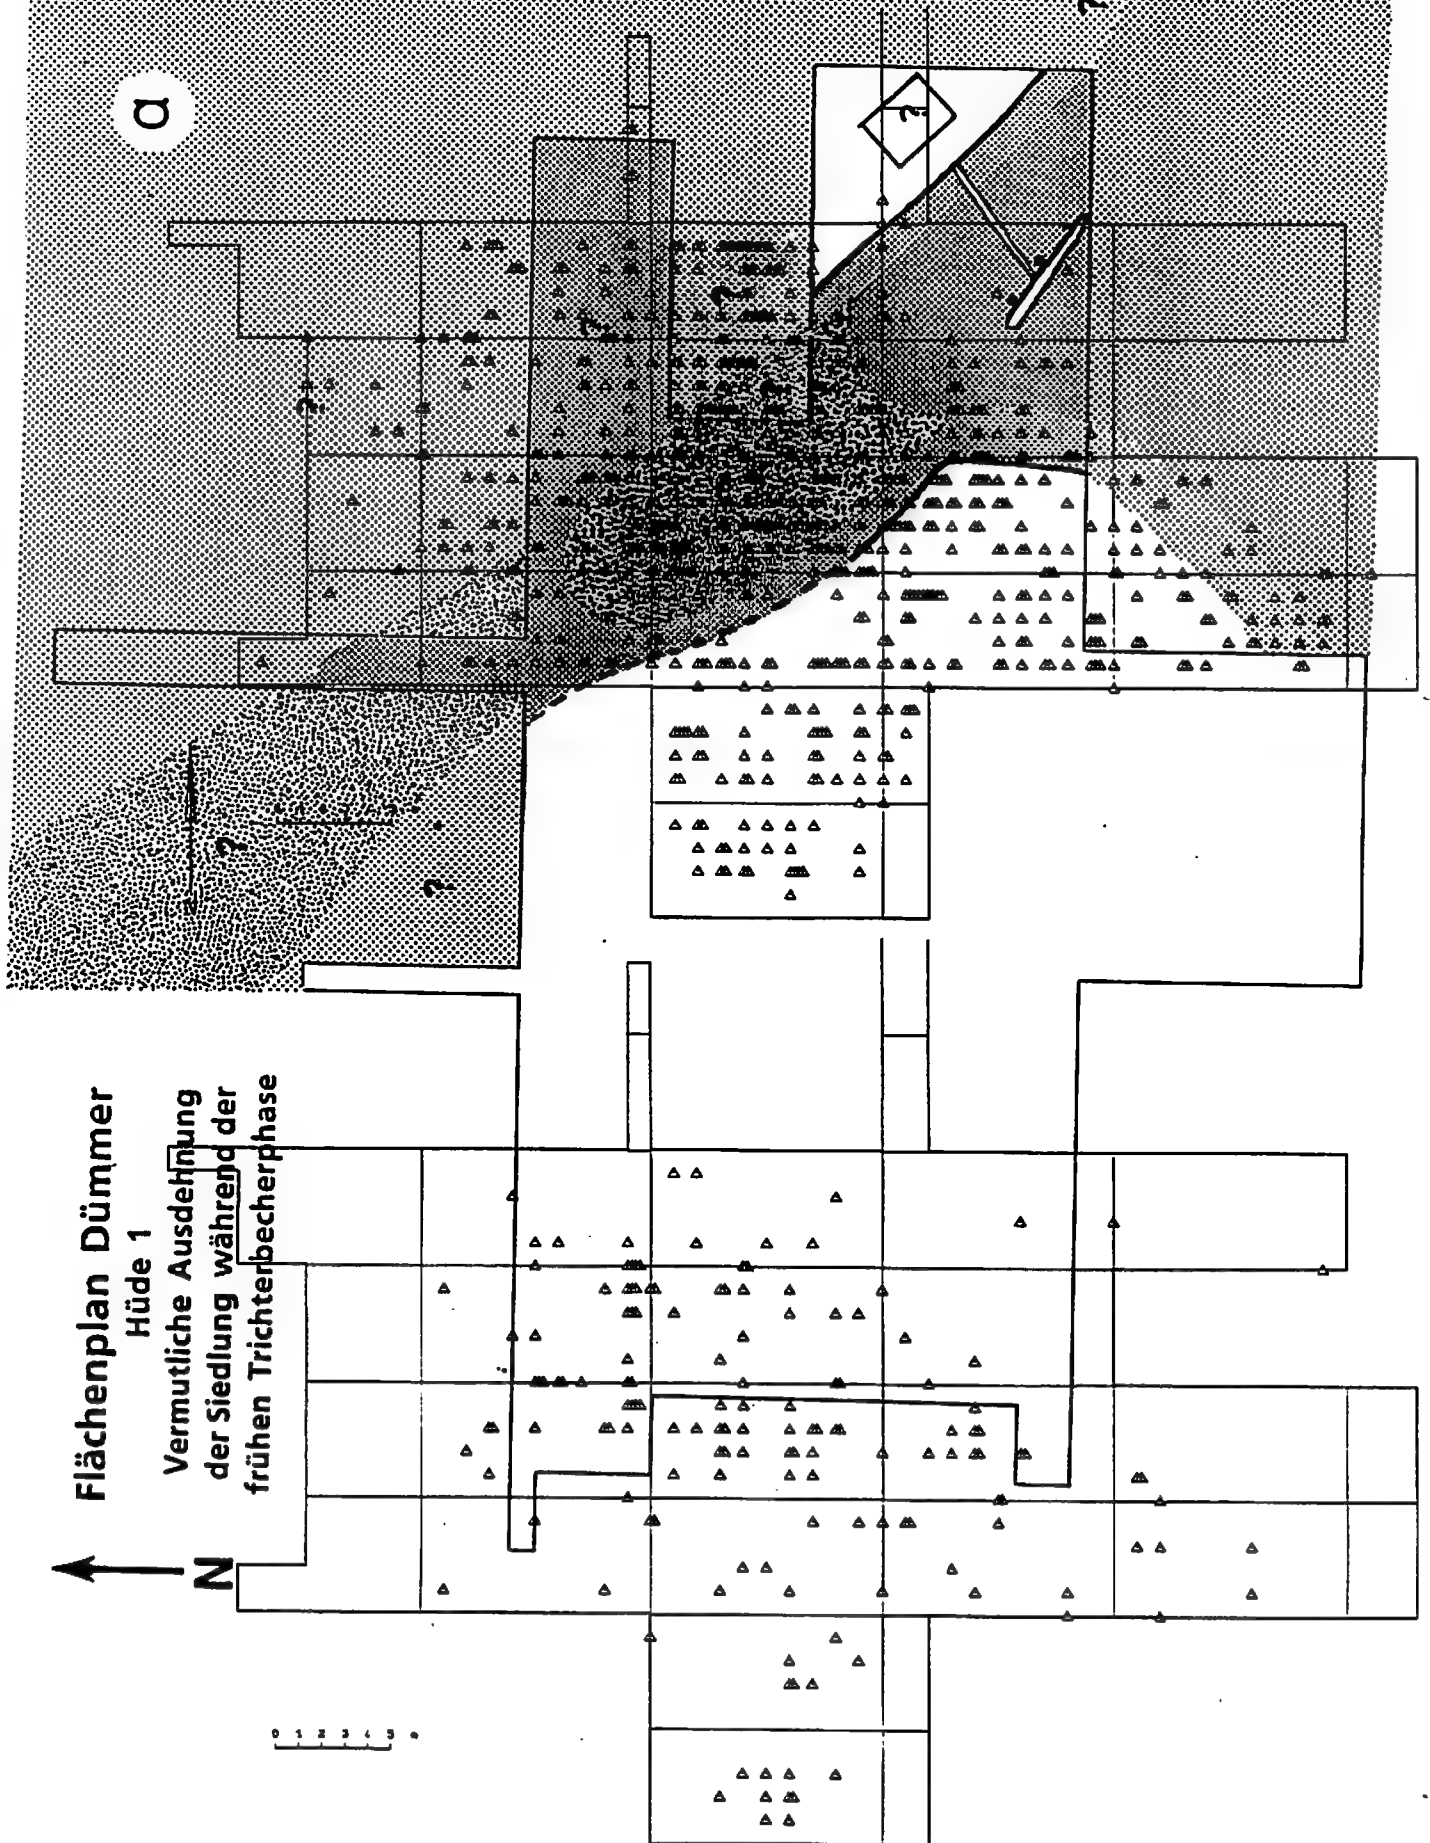 a
?
?
?
?
?
?
?
Flächenplan Dümmer
Hüde 1
Vermutliche Ausdehnung
der Siedlung während der
frühen Trichterbecherphase
N
0 1 2 3 4 5 m